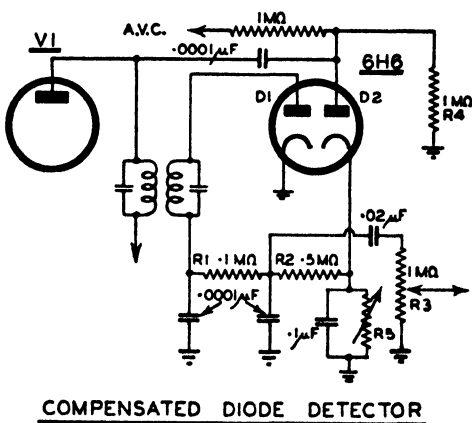 1MΩ
V1
A.V.C.
.0001μF
6H6
D1
D2
1MΩ
R4
.02μF
R1 .1MΩ
R2 .5MΩ
1MΩ
R3
.0001μF
.1μF
R5
COMPENSATED DIODE DETECTOR